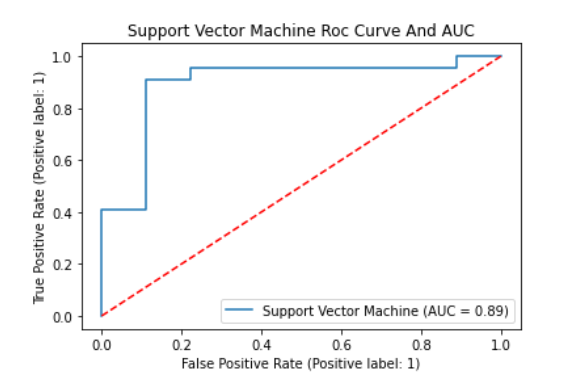 Support Vector Machine Roc Curve And AUC
True Positive Rate (Positive label: 1)
1.0
0.8
0.6
0.4
0.2
0.0
Support Vector Machine (AUC = 0.89)
0.0 0.2 0.4 0.6 0.8 1.0
False Positive Rate (Positive label: 1)